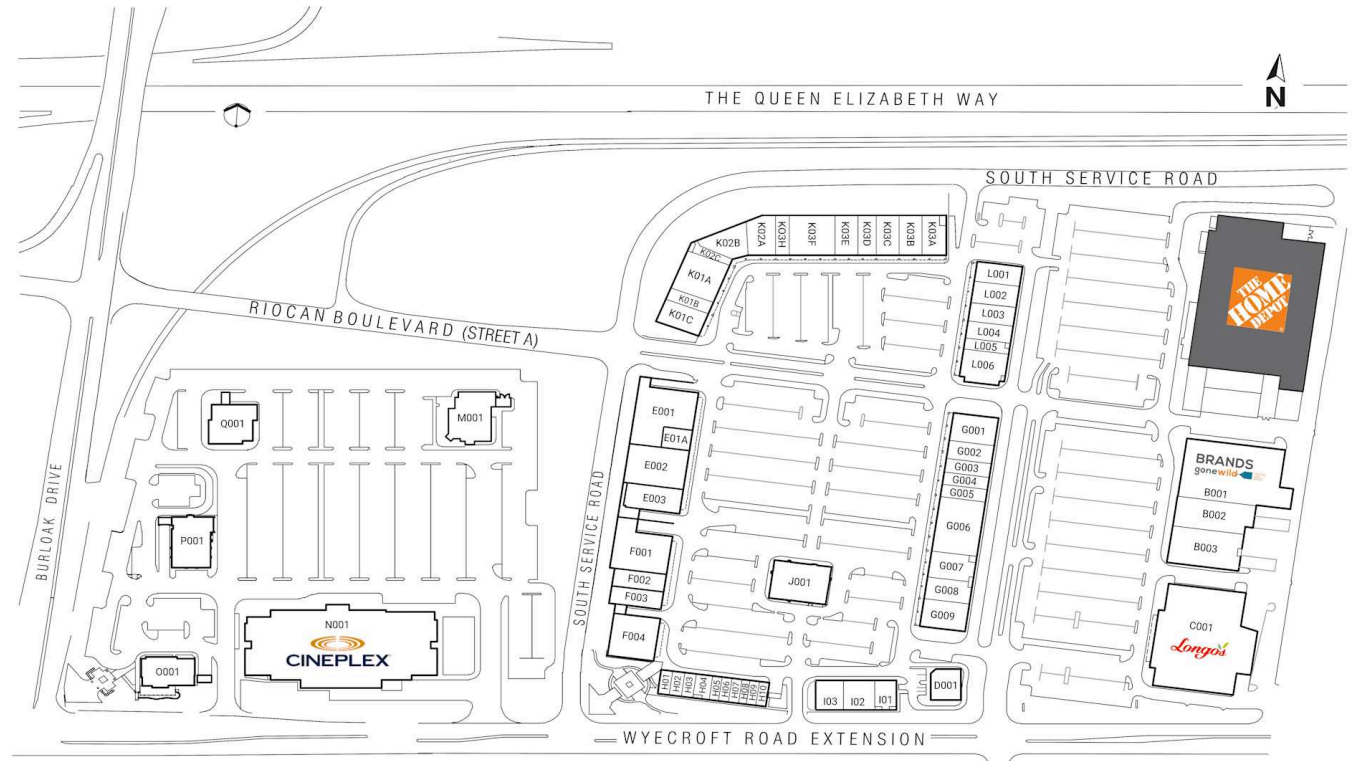 THE QUEEN ELIZABETH WAY
N
SOUTH SERVICE ROAD
K02A
K03H
K03F
K03E
K03D
K03C
K03B
K03A
K02B
K02C
K01A
K01B
K01C
L001
L002
L003
L004
L005
L006
THE
HOME
DEPOT
RIOCAN BOULEVARD (STREET A)
Q001
M001
E001
E01A
E002
E003
G001
G002
G003
G004
G005
G006
G007
G008
G009
BRANDS
gonewild
B001
B002
B003
BURLOAK DRIVE
P001
SOUTH SERVICE ROAD
F001
F002
F003
F004
J001
N001
CINEPLEX
C001
Longo's
O001
H01
H02
H03
H04
H05
H06
H07
H08
H09
H10
I03
I02
I01
D001
WYECROFT ROAD EXTENSION